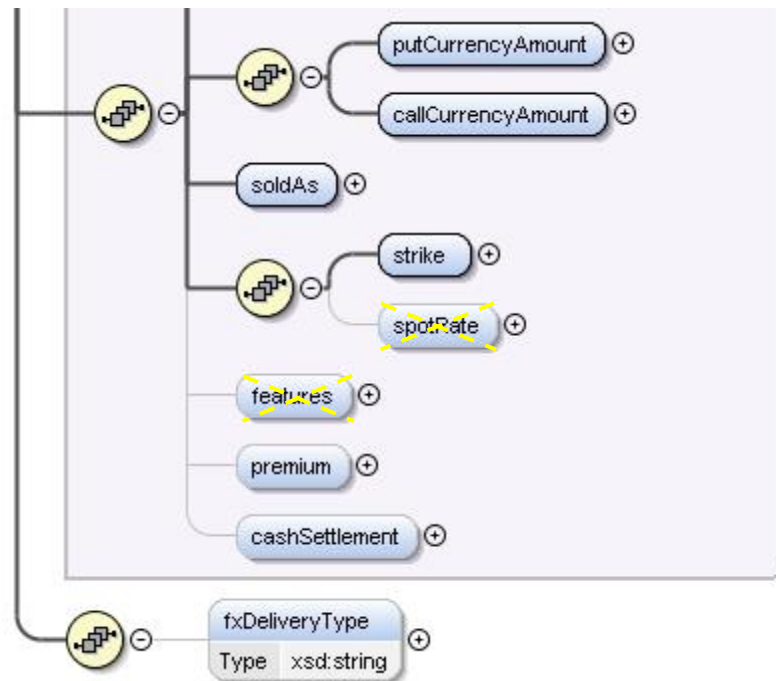 putCurrencyAmount
callCurrencyAmount
soldAs
strike
spotRate
features
premium
cashSettlement
fxDeliveryType
Type xsd:string